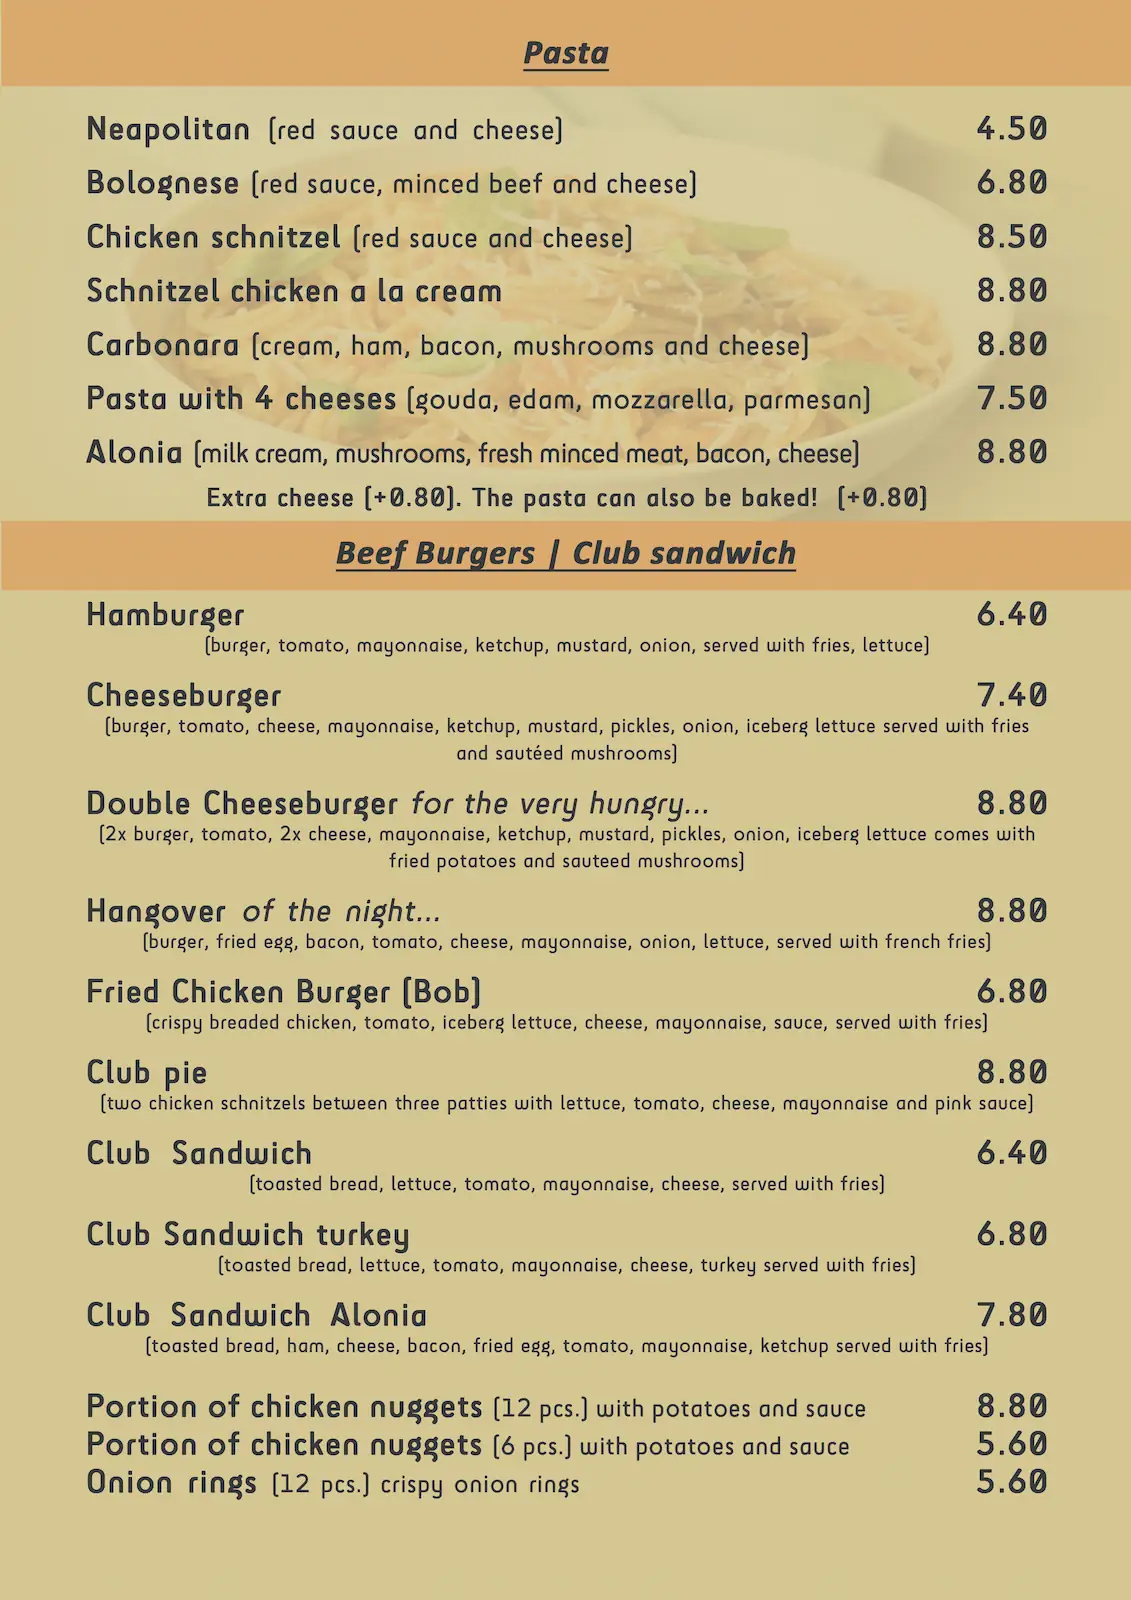 Pasta
Neapolitan (red sauce and cheese) 4.50
Bolognese (red sauce, minced beef and cheese) 6.80
Chicken schnitzel (red sauce and cheese) 8.50
Schnitzel chicken a la cream 8.80
Carbonara (cream, ham, bacon, mushrooms and cheese) 8.80
Pasta with 4 cheeses (gouda, edam, mozzarella, parmesan) 7.50
Alonia (milk cream, mushrooms, fresh minced meat, bacon, cheese) 8.80
Extra cheese (+0.80). The pasta can also be baked! (+0.80)
Beef Burgers | Club sandwich
Hamburger 6.40
(burger, tomato, mayonnaise, ketchup, mustard, onion, served with fries, lettuce)
Cheeseburger 7.40
(burger, tomato, cheese, mayonnaise, ketchup, mustard, pickles, onion, iceberg lettuce served with fries
and sautéed mushrooms)
Double Cheeseburger for the very hungry... 8.80
(2x burger, tomato, 2x cheese, mayonnaise, ketchup, mustard, pickles, onion, iceberg lettuce comes with
fried potatoes and sauteed mushrooms)
Hangover of the night... 8.80
(burger, fried egg, bacon, tomato, cheese, mayonnaise, onion, lettuce, served with french fries)
Fried Chicken Burger (Bob) 6.80
(crispy breaded chicken, tomato, iceberg lettuce, cheese, mayonnaise, sauce, served with fries)
Club pie 8.80
(two chicken schnitzels between three patties with lettuce, tomato, cheese, mayonnaise and pink sauce)
Club Sandwich 6.40
(toasted bread, lettuce, tomato, mayonnaise, cheese, served with fries)
Club Sandwich turkey 6.80
(toasted bread, lettuce, tomato, mayonnaise, cheese, turkey served with fries)
Club Sandwich Alonia 7.80
(toasted bread, ham, cheese, bacon, fried egg, tomato, mayonnaise, ketchup served with fries)
Portion of chicken nuggets (12 pcs.) with potatoes and sauce 8.80
Portion of chicken nuggets (6 pcs.) with potatoes and sauce 5.60
Onion rings (12 pcs.) crispy onion rings 5.60